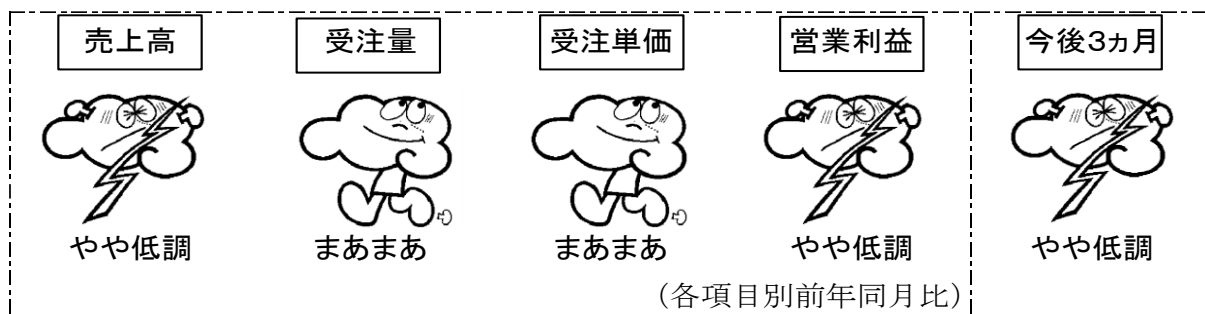 売上高 受注量 受注単価 営業利益 今後3ヵ月
やや低調 まあまあ まあまあ やや低調 やや低調
(各項目別前年同月比)